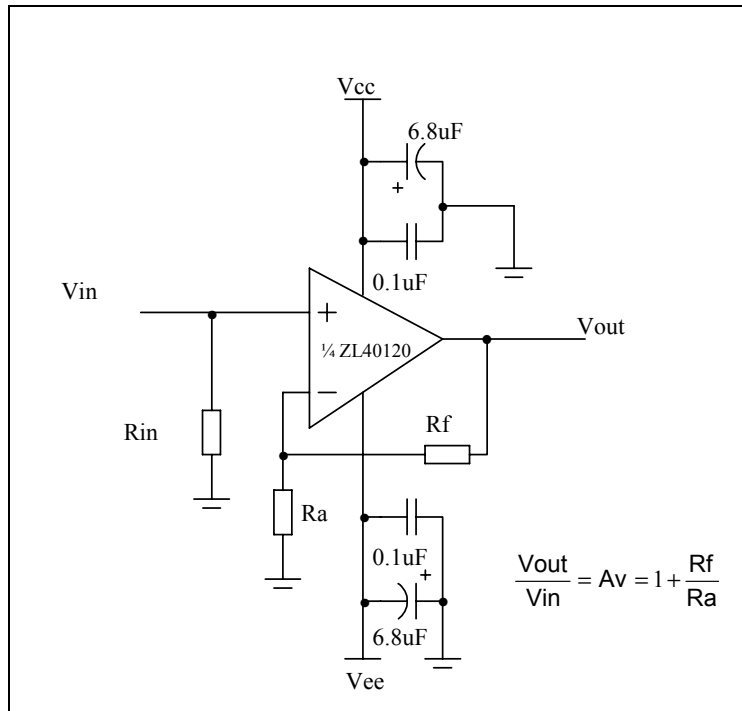 Vcc
6.8uF
+
0.1uF
Vin
+
Vout
¼ ZL40120
−
Rf
Rin
Ra
0.1uF
+
6.8uF
Vee
Vout/Vin = Av = 1 + Rf/Ra